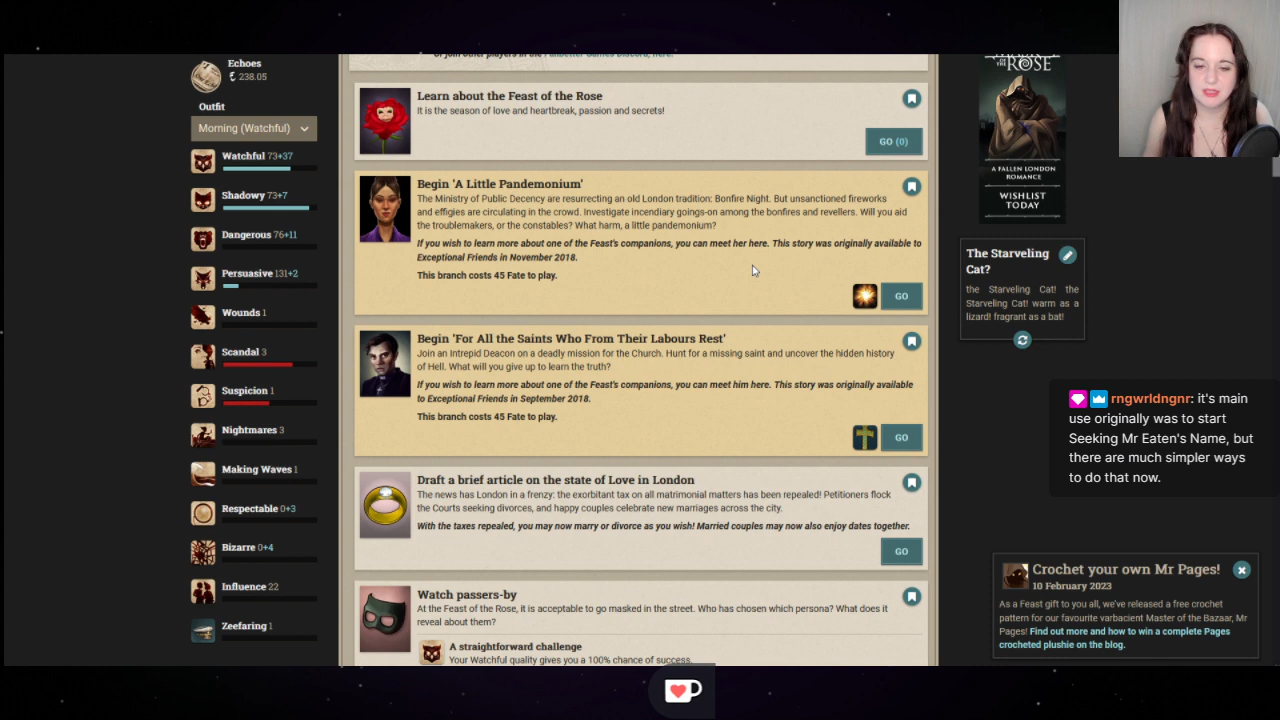 Echoes
238.05
Outfit
Morning (Watchful)
Watchful 73+37
Shadowy 73+7
Dangerous 76+11
Persuasive 131+2
Wounds 1
Scandal 3
Suspicion 1
Nightmares 3
Making Waves 1
Respectable 0+3
Bizarre 0+4
Influence 22
Zeefaring 1
Or join other players in the Failbetter Games Discord, here!
Learn about the Feast of the Rose
It is the season of love and heartbreak, passion and secrets!
GO (0)
Begin 'A Little Pandemonium'
The Ministry of Public Decency are resurrecting an old London tradition: Bonfire Night. But unsanctioned fireworks
and effigies are circulating in the crowd. Investigate incendiary goings-on among the bonfires and revellers. Will you aid
the troublemakers, or the constables? What harm, a little pandemonium?
If you wish to learn more about one of the Feast's companions, you can meet her here. This story was originally available to
Exceptional Friends in November 2018.
This branch costs 45 Fate to play.
GO
Begin 'For All the Saints Who From Their Labours Rest'
Join an Intrepid Deacon on a deadly mission for the Church. Hunt for a missing saint and uncover the hidden history
of Hell. What will you give up to learn the truth?
If you wish to learn more about one of the Feast's companions, you can meet him here. This story was originally available
to Exceptional Friends in September 2018.
This branch costs 45 Fate to play.
GO
Draft a brief article on the state of Love in London
The news has London in a frenzy: the exorbitant tax on all matrimonial matters has been repealed! Petitioners flock
the Courts seeking divorces, and happy couples celebrate new marriages across the city.
With the taxes repealed, you may now marry or divorce as you wish! Married couples may now also enjoy dates together.
GO
Watch passers-by
At the Feast of the Rose, it is acceptable to go masked in the street. Who has chosen which persona? What does it
reveal about them?
A straightforward challenge
Your Watchful quality gives you a 100% chance of success.
OF THE ROSE
A FALLEN LONDON
ROMANCE
WISHLIST
TODAY
The Starveling
Cat?
the Starveling Cat! the
Starveling Cat! warm as a
lizard! fragrant as a bat!
rngwrldngnr: it's main
use originally was to start
Seeking Mr Eaten's Name, but
there are much simpler ways
to do that now.
Crochet your own Mr Pages!
10 February 2023
As a Feast gift to you all, we've released a free crochet
pattern for our favourite varbacient Master of the Bazaar, Mr
Pages! Find out more and how to win a complete Pages
crocheted plushie on the blog.